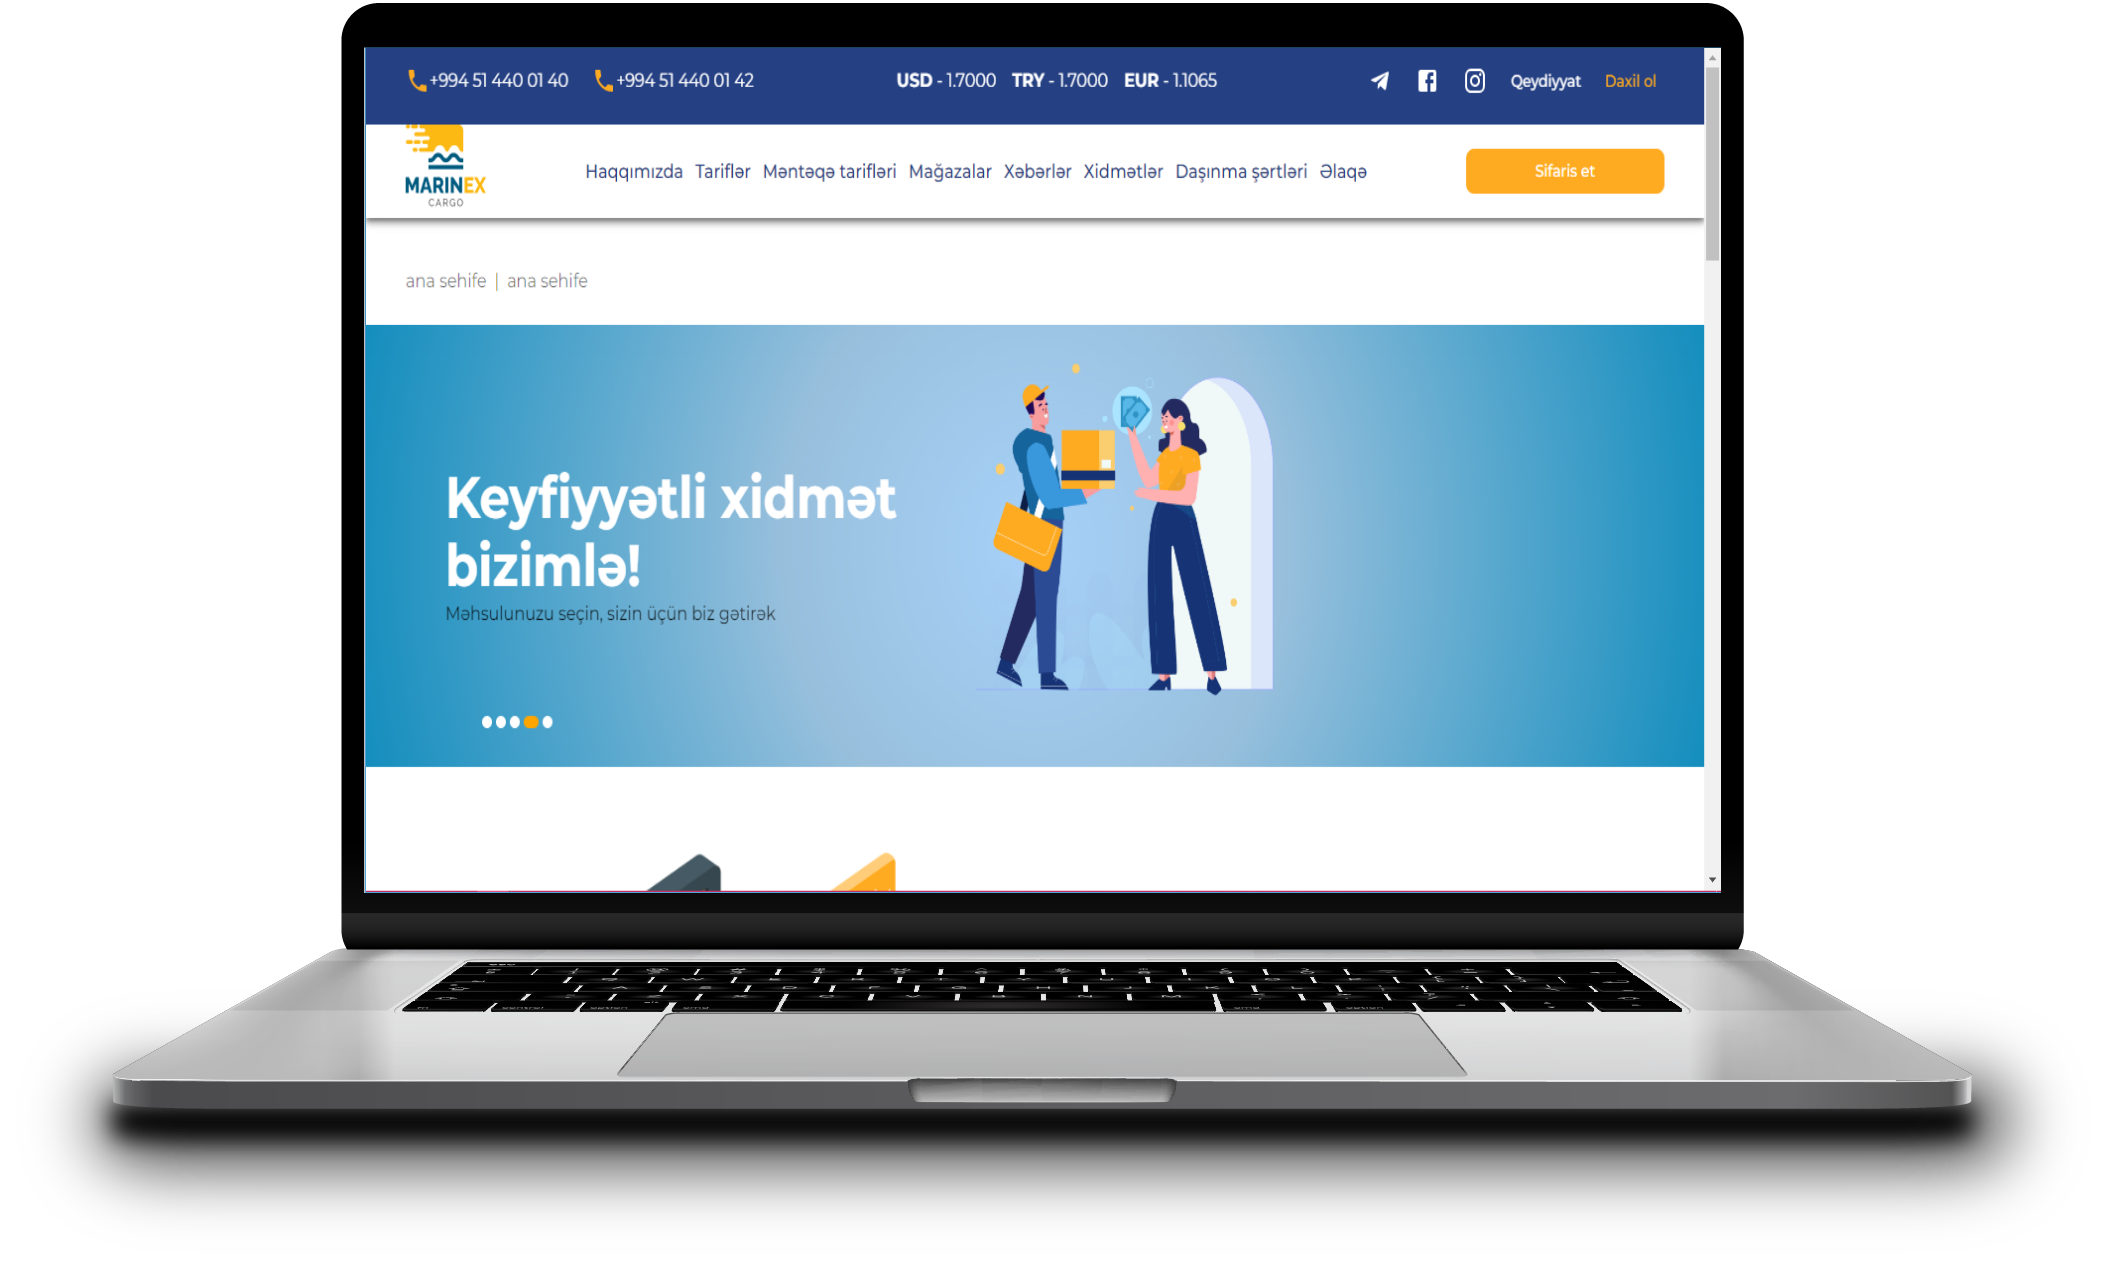 +994 51 440 01 40 +994 51 440 01 42 USD - 1.7000 TRY - 1.7000 EUR - 1.1065 Qeydiyyat Daxil ol
MARINEX
CARGO
Haqqımızda Tariflər Məntəqə tarifləri Mağazalar Xəbərlər Xidmətlər Daşınma şərtləri Əlaqə Sifaris et
ana sehife | ana sehife
Keyfiyyətli xidmət
bizimlə!
Məhsulunuzu seçin, sizin üçün biz gətirək